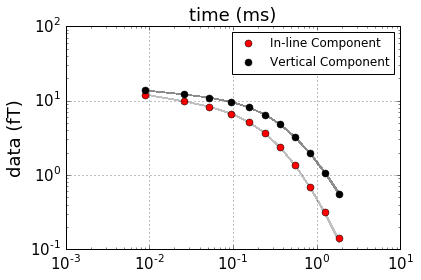 time (ms)
10²
In-line Component
Vertical Component
10¹
data (fT)
10⁰
10⁻¹
10⁻³ 10⁻² 10⁻¹ 10⁰ 10¹